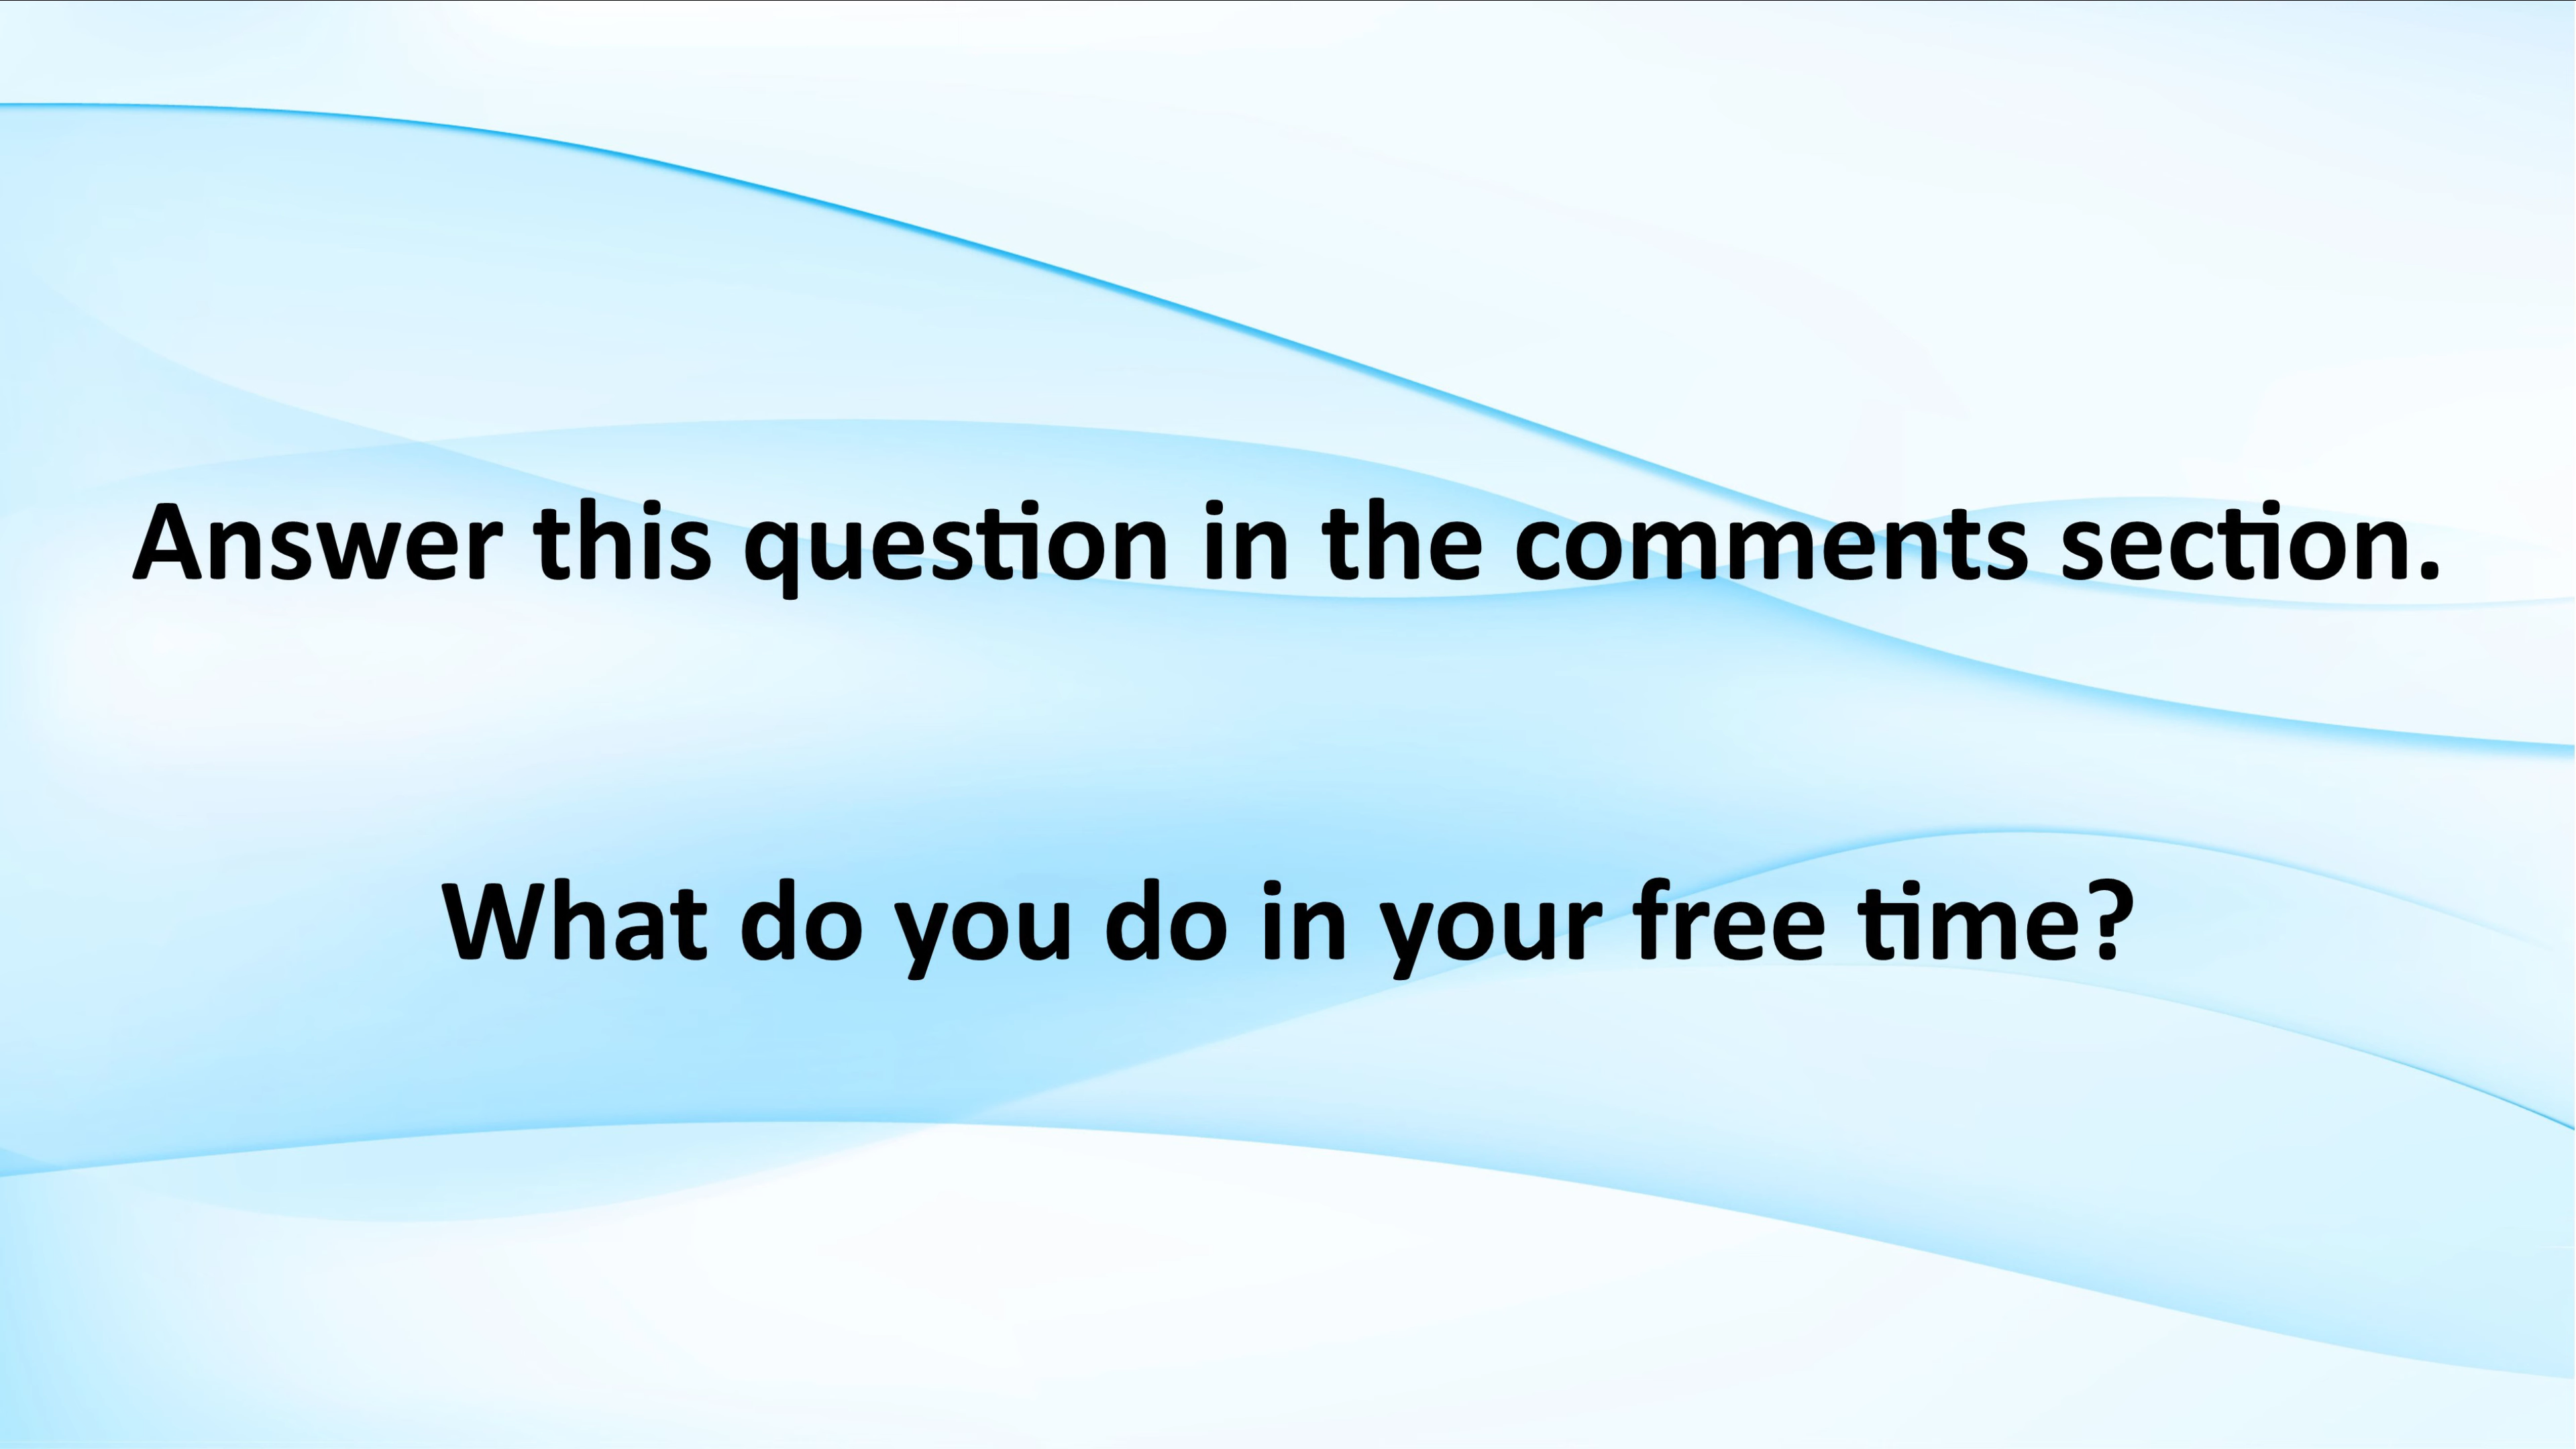 Answer this question in the comments section.
What do you do in your free time?